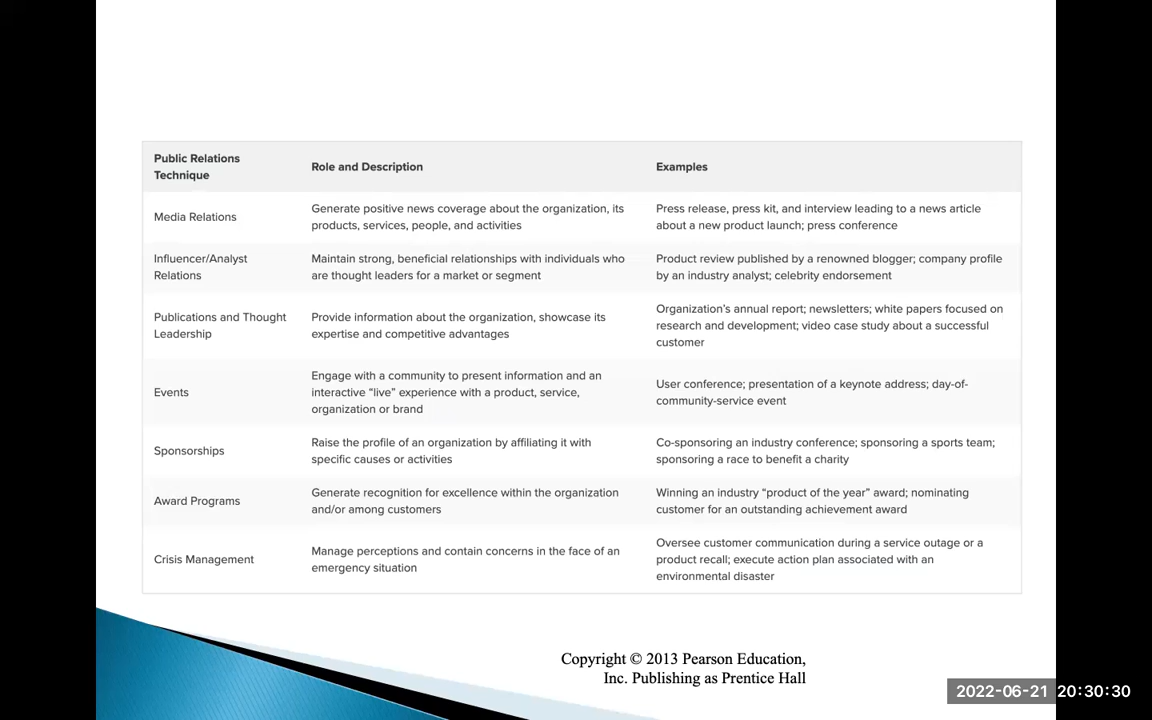 Public Relations
Technique
Role and Description
Examples
Media Relations
Generate positive news coverage about the organization, its
products, services, people, and activities
Press release, press kit, and interview leading to a news article
about a new product launch; press conference
Influencer/Analyst
Relations
Maintain strong, beneficial relationships with individuals who
are thought leaders for a market or segment
Product review published by a renowned blogger; company profile
by an industry analyst; celebrity endorsement
Publications and Thought
Leadership
Provide information about the organization, showcase its
expertise and competitive advantages
Organization’s annual report; newsletters; white papers focused on
research and development; video case study about a successful
customer
Events
Engage with a community to present information and an
interactive “live” experience with a product, service,
organization or brand
User conference; presentation of a keynote address; day-of-
community-service event
Sponsorships
Raise the profile of an organization by affiliating it with
specific causes or activities
Co-sponsoring an industry conference; sponsoring a sports team;
sponsoring a race to benefit a charity
Award Programs
Generate recognition for excellence within the organization
and/or among customers
Winning an industry “product of the year” award; nominating
customer for an outstanding achievement award
Crisis Management
Manage perceptions and contain concerns in the face of an
emergency situation
Oversee customer communication during a service outage or a
product recall; execute action plan associated with an
environmental disaster
Copyright © 2013 Pearson Education,
Inc. Publishing as Prentice Hall
2022-06-21 20:30:30